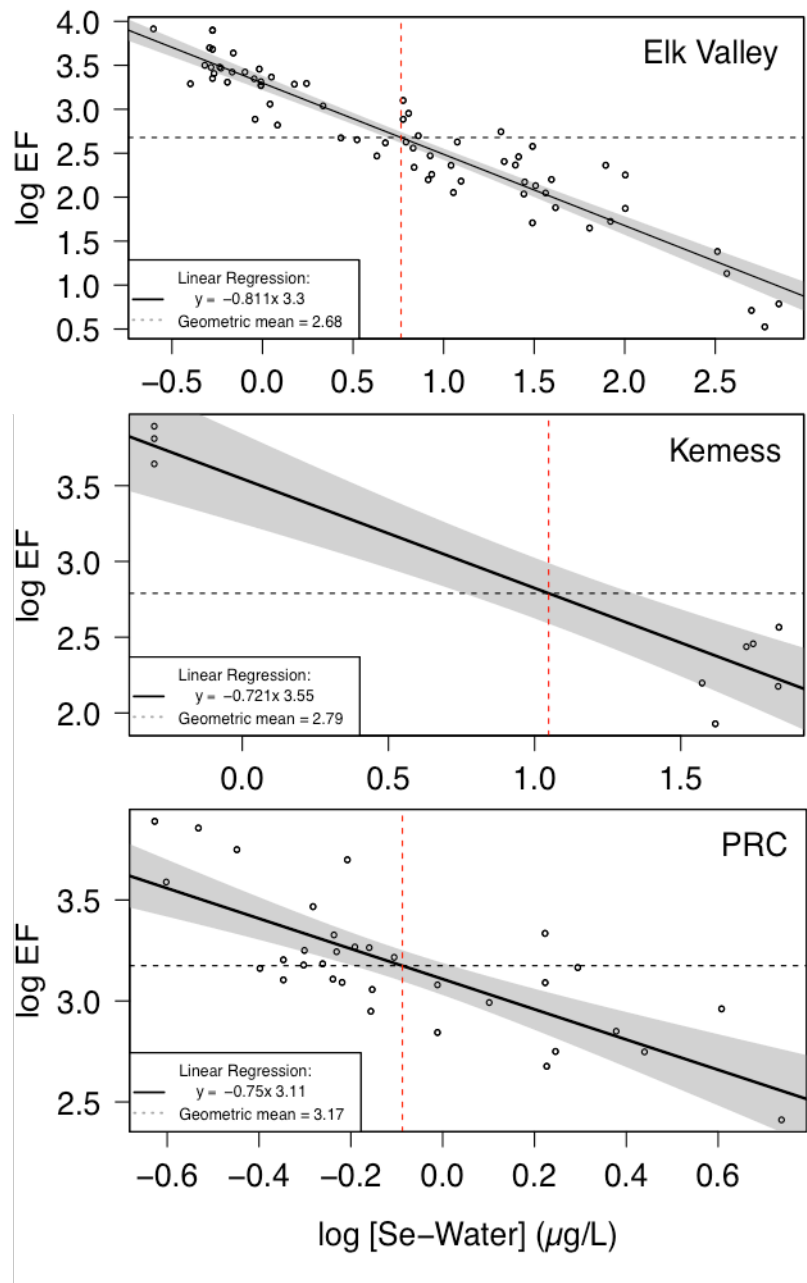 Elk Valley
log EF
4.0
3.5
3.0
2.5
2.0
1.5
1.0
0.5
Linear Regression:
y = −0.811x 3.3
Geometric mean = 2.68
−0.5 0.0 0.5 1.0 1.5 2.0 2.5
Kemess
log EF
3.5
3.0
2.5
2.0
Linear Regression:
y = −0.721x 3.55
Geometric mean = 2.79
0.0 0.5 1.0 1.5
PRC
log EF
3.5
3.0
2.5
Linear Regression:
y = −0.75x 3.11
Geometric mean = 3.17
−0.6 −0.4 −0.2 0.0 0.2 0.4 0.6
log [Se−Water] (µg/L)